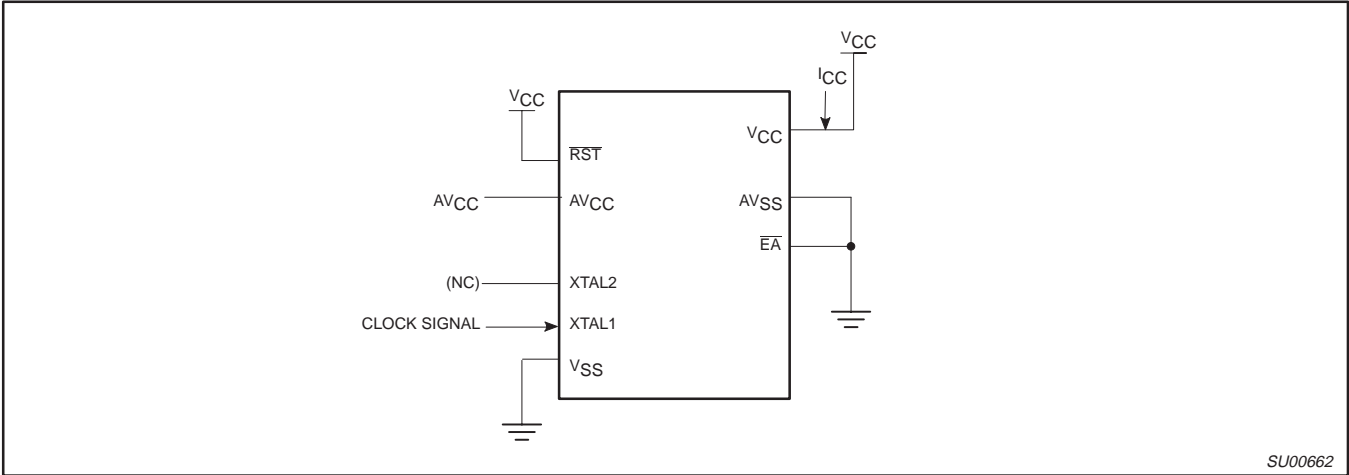 VCC
ICC
VCC
VCC
RST
AVCC
AVCC
AVSS
EA
(NC)
XTAL2
CLOCK SIGNAL
XTAL1
VSS
SU00662